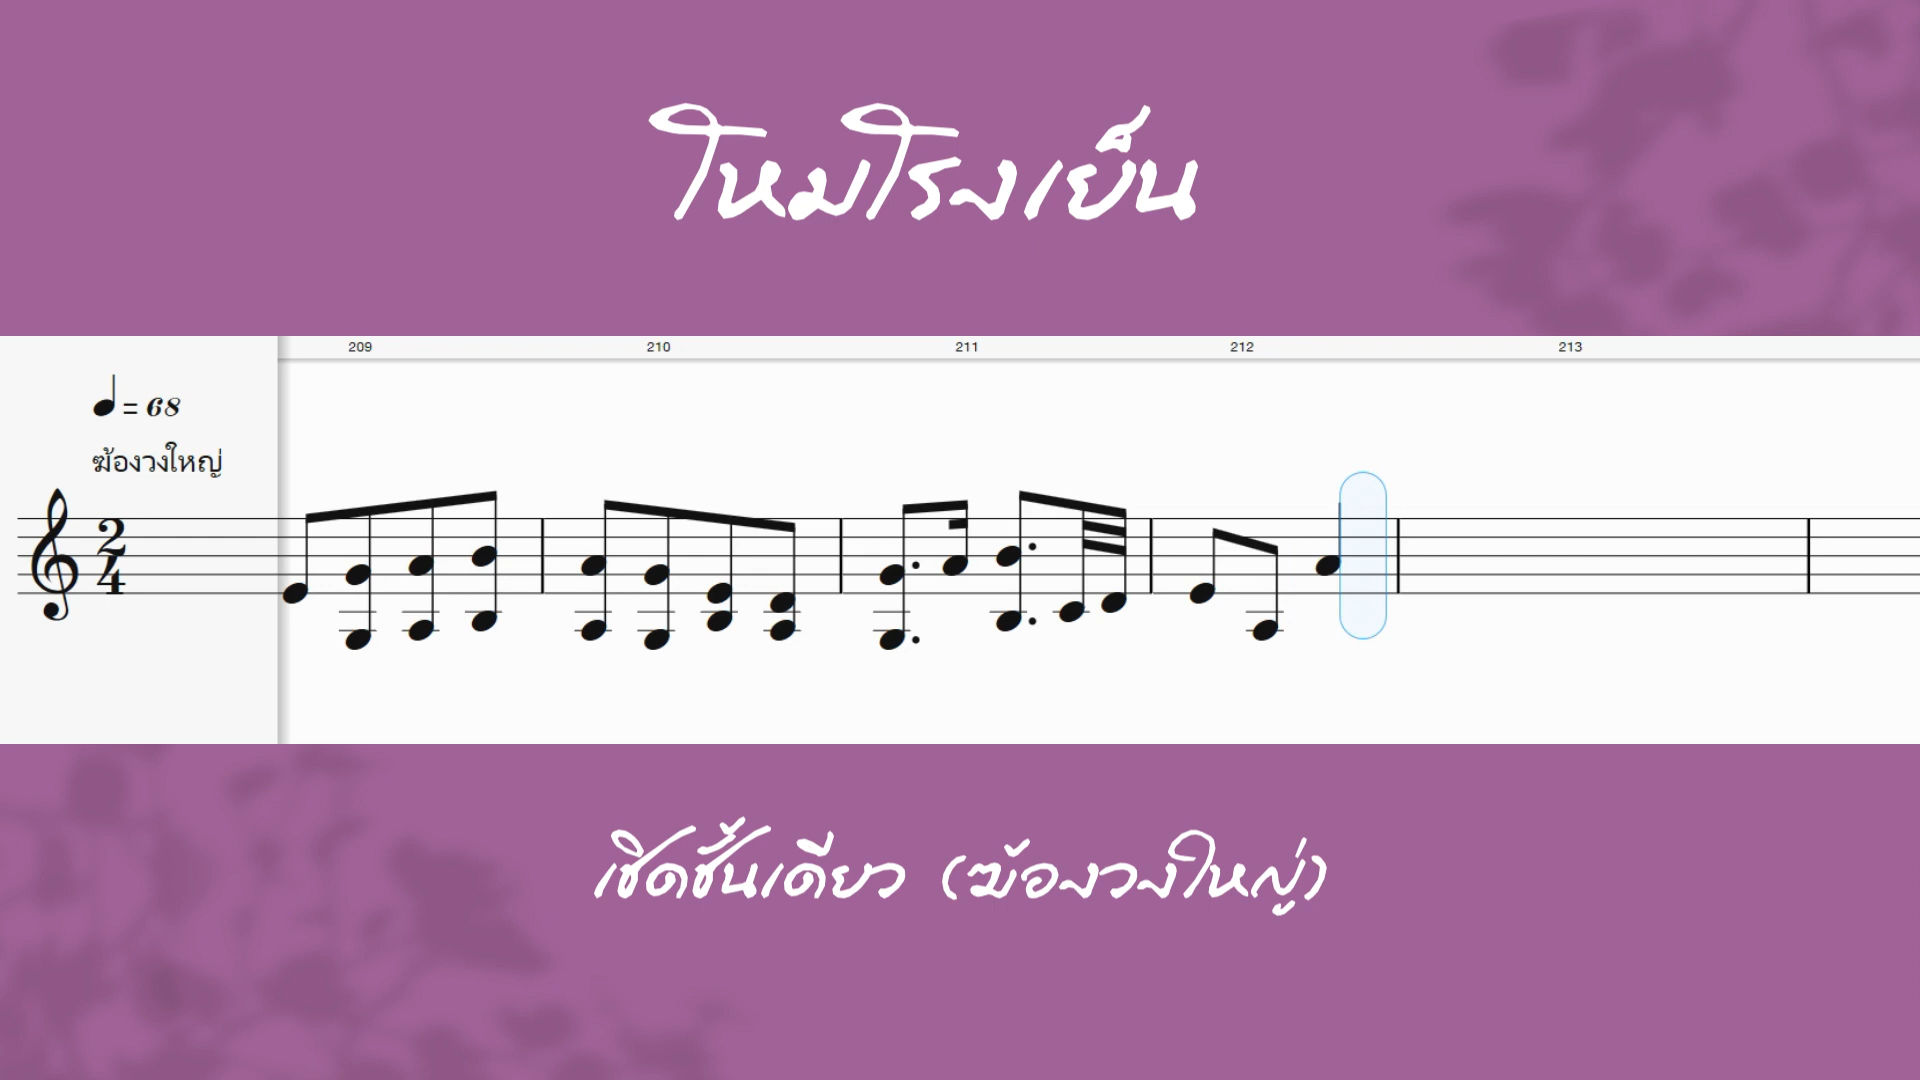 โหมโรงเย็น
209 210 211 212 213
= 68
ฆ้องวงใหญ่
2
4
เชิดชั้นเดียว (ฆ้องวงใหญ่)